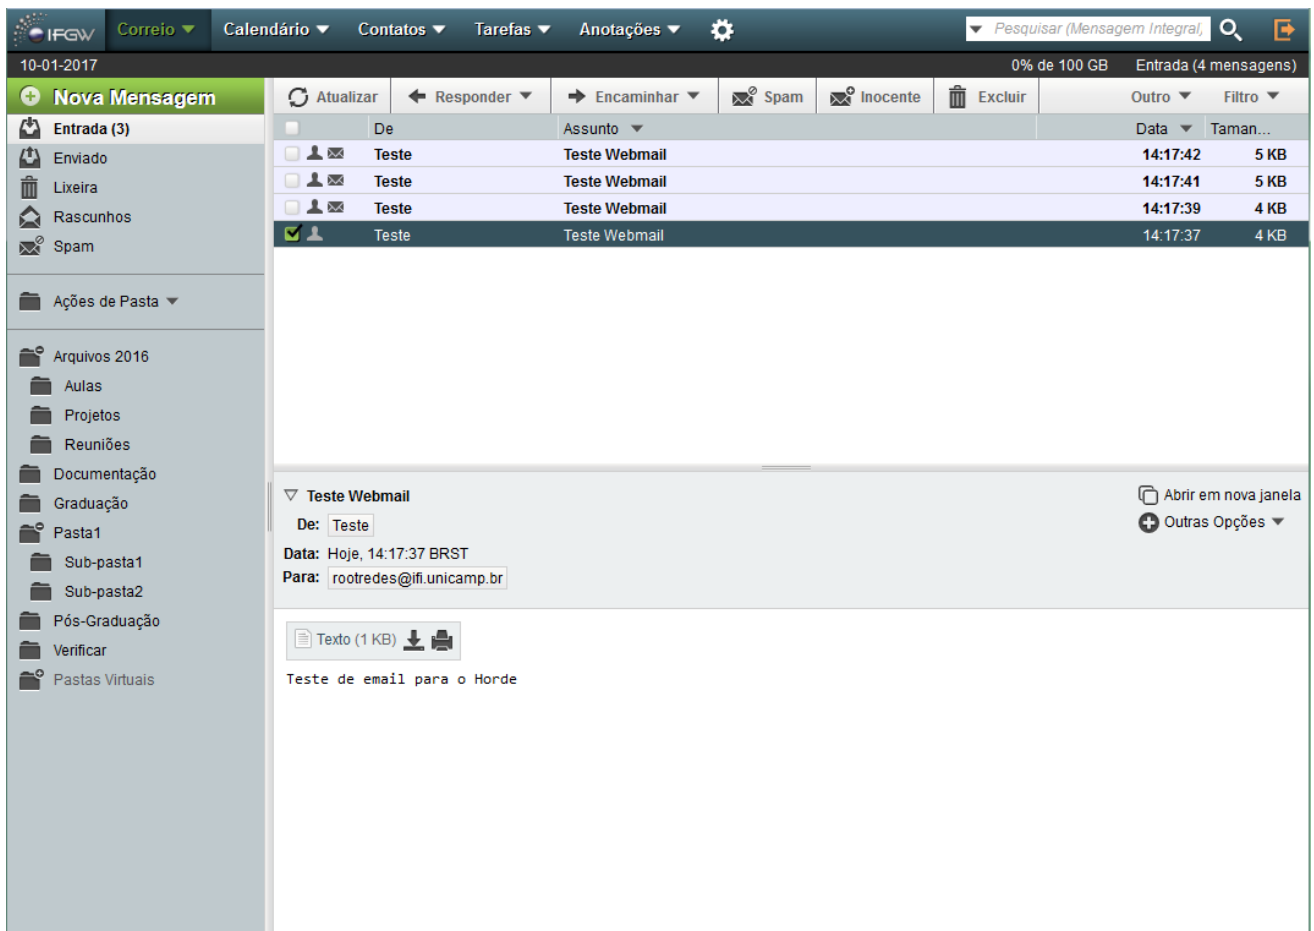 IFGW Correio Calendário Contatos Tarefas Anotações Pesquisar (Mensagem Integral,
10-01-2017 0% de 100 GB Entrada (4 mensagens)
Nova Mensagem Atualizar Responder Encaminhar Spam Inocente Excluir Outro Filtro
Entrada (3)
Enviado
Lixeira
Rascunhos
Spam
Ações de Pasta
Arquivos 2016
Aulas
Projetos
Reuniões
Documentação
Graduação
Pasta1
Sub-pasta1
Sub-pasta2
Pós-Graduação
Verificar
Pastas Virtuais
De Assunto Data Taman...
Teste Teste Webmail 14:17:42 5 KB
Teste Teste Webmail 14:17:41 5 KB
Teste Teste Webmail 14:17:39 4 KB
Teste Teste Webmail 14:17:37 4 KB
Teste Webmail Abrir em nova janela
De: Teste Outras Opções
Data: Hoje, 14:17:37 BRST
Para: rootredes@ifi.unicamp.br
Texto (1 KB)
Teste de email para o Horde